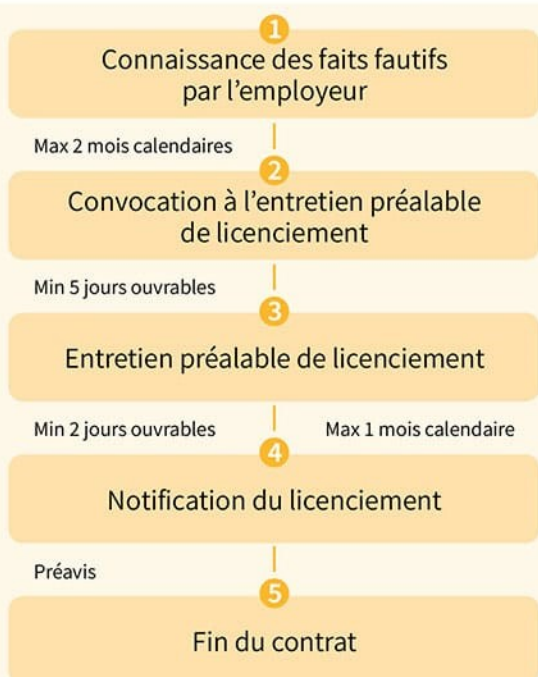 1
Connaissance des faits fautifs
par l’employeur
Max 2 mois calendaires
2
Convocation à l’entretien préalable
de licenciement
Min 5 jours ouvrables
3
Entretien préalable de licenciement
Min 2 jours ouvrables
Max 1 mois calendaire
4
Notification du licenciement
Préavis
5
Fin du contrat